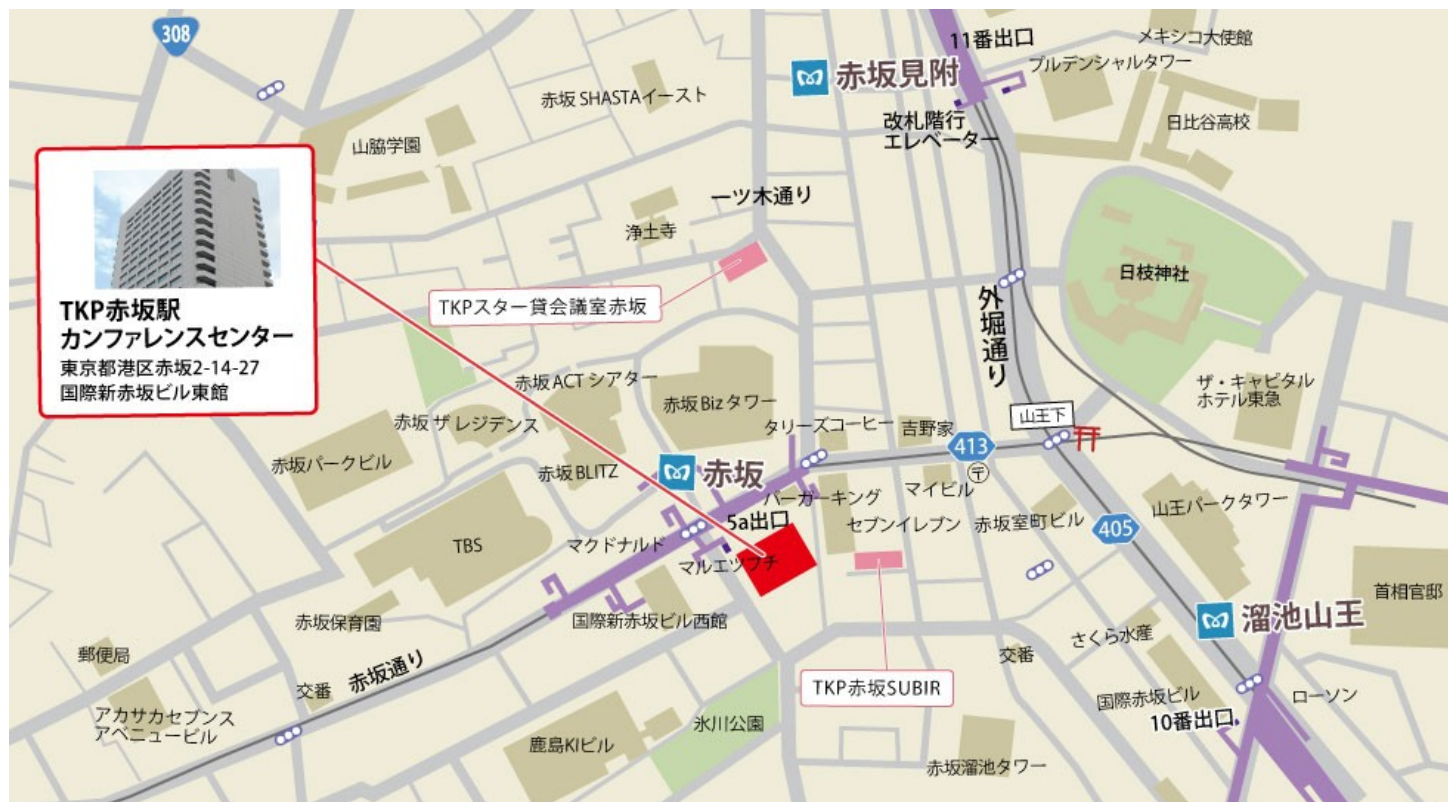 308
11番出口
メキシコ大使館
プルデンシャルタワー
赤坂見附
赤坂 SHASTAイースト
改札階行
エレベーター
日比谷高校
山脇学園
一ツ木通り
浄土寺
日枝神社
TKPスター貸会議室赤坂
外堀通り
TKP赤坂駅
カンファレンスセンター
東京都港区赤坂2-14-27
国際新赤坂ビル東館
赤坂ACTシアター
赤坂 Bizタワー
ザ・キャピタル
ホテル東急
赤坂 ザ レジデンス
タリーズコーヒー
吉野家
413
山王下
〒
赤坂パークビル
赤坂 BLITZ
赤坂
バーガーキング
マイビル
5a出口
セブンイレブン
赤坂室町ビル
405
山王パークタワー
TBS
マクドナルド
マルエツプチ
首相官邸
赤坂保育園
国際新赤坂ビル西館
溜池山王
さくら水産
交番
郵便局
赤坂通り
交番
TKP赤坂SUBIR
国際赤坂ビル
ローソン
アカサカセブンス
アベニュービル
氷川公園
10番出口
鹿島KIビル
赤坂溜池タワー